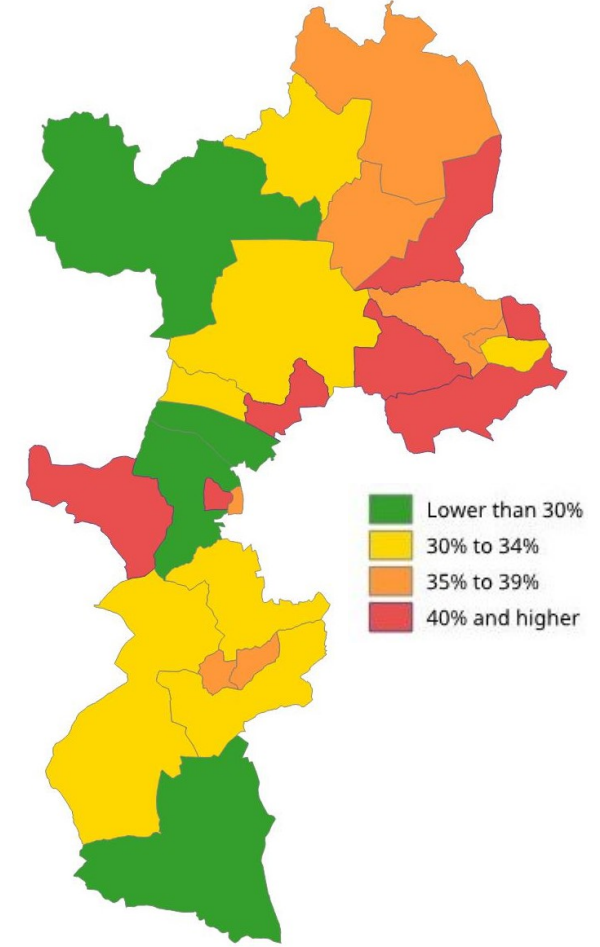 Lower than 30%
30% to 34%
35% to 39%
40% and higher